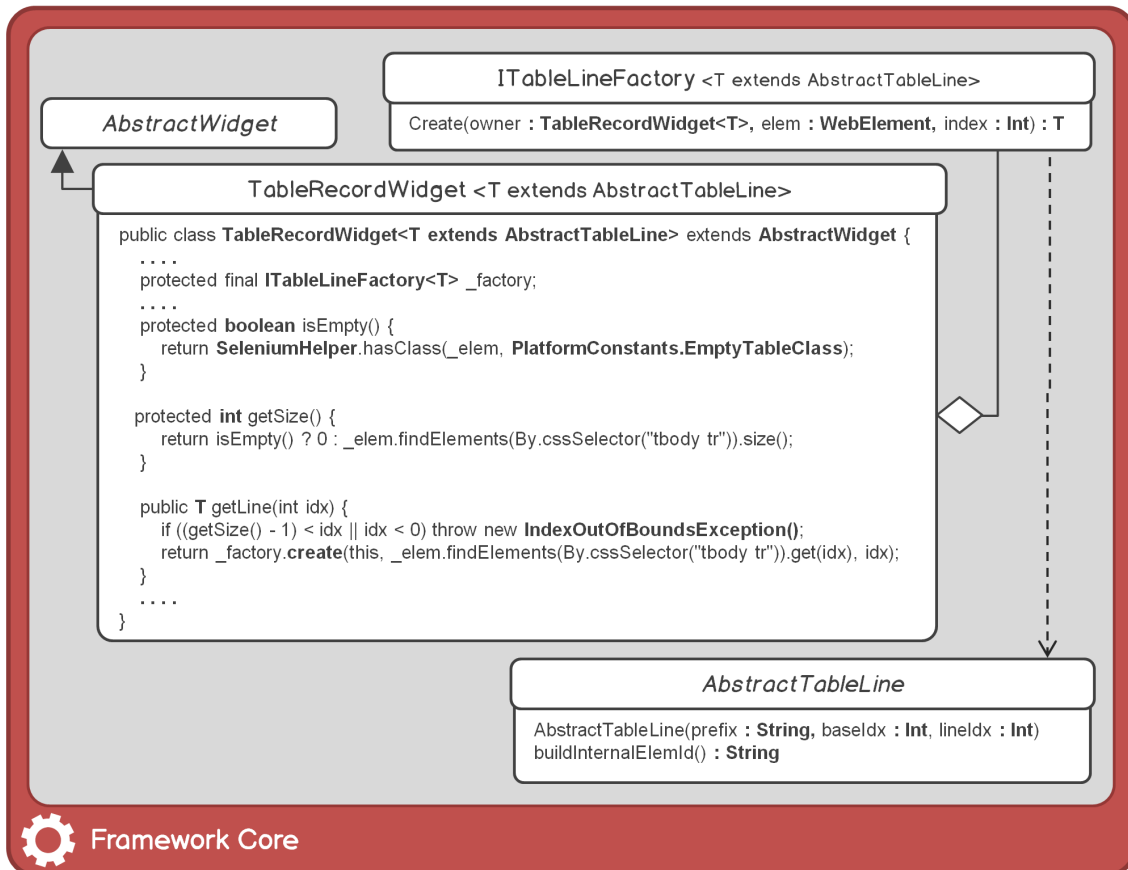 ITableLineFactory <T extends AbstractTableLine>
Create(owner : TableRecordWidget<T>, elem : WebElement, index : Int) : T
AbstractWidget
TableRecordWidget <T extends AbstractTableLine>
public class TableRecordWidget<T extends AbstractTableLine> extends AbstractWidget {
. . . .
protected final ITableLineFactory<T> _factory;
. . . .
protected boolean isEmpty() {
return SeleniumHelper.hasClass(_elem, PlatformConstants.EmptyTableClass);
}
protected int getSize() {
return isEmpty() ? 0 : _elem.findElements(By.cssSelector("tbody tr")).size();
}
public T getLine(int idx) {
if ((getSize() - 1) < idx || idx < 0) throw new IndexOutOfBoundsException();
return _factory.create(this, _elem.findElements(By.cssSelector("tbody tr")).get(idx), idx);
}
. . . .
}
AbstractTableLine
AbstractTableLine(prefix : String, baseIdx : Int, lineIdx : Int)
buildInternalElemId() : String
Framework Core